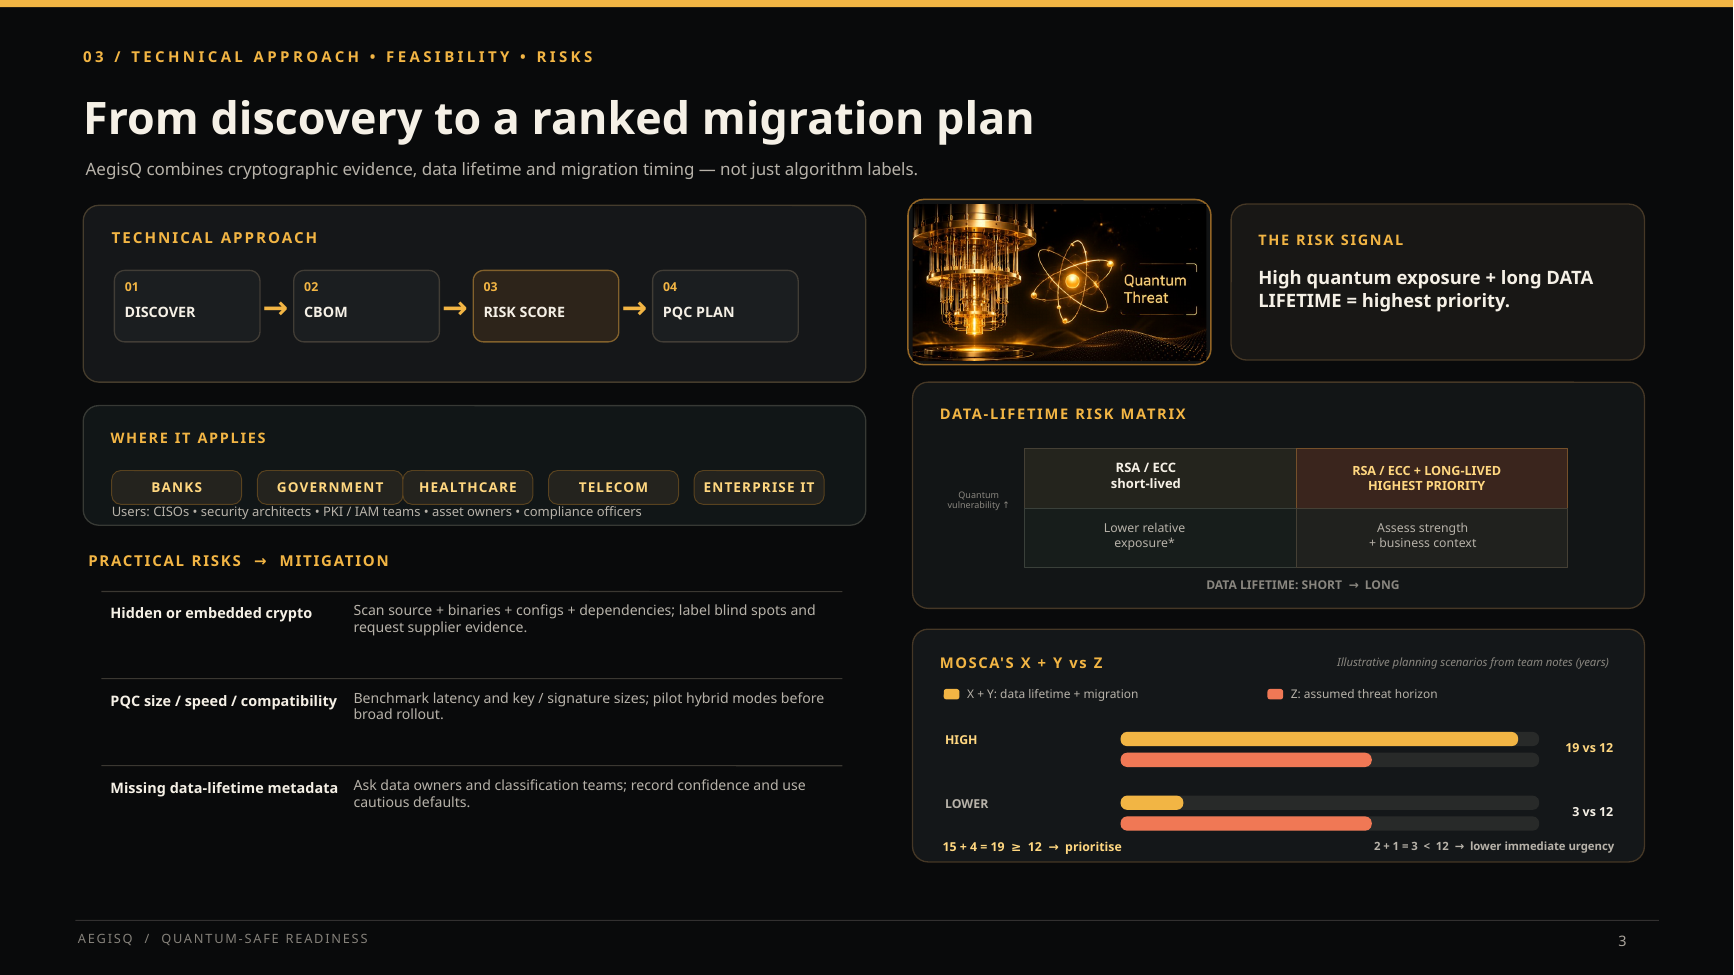 03 / TECHNICAL APPROACH • FEASIBILITY • RISKS
From discovery to a ranked migration plan
AegisQ combines cryptographic evidence, data lifetime and migration timing — not just algorithm labels.
TECHNICAL APPROACH
01
DISCOVER
→
02
CBOM
→
03
RISK SCORE
→
04
PQC PLAN
Quantum
Threat
THE RISK SIGNAL
High quantum exposure + long DATA
LIFETIME = highest priority.
WHERE IT APPLIES
BANKS
GOVERNMENT
HEALTHCARE
TELECOM
ENTERPRISE IT
Users: CISOs • security architects • PKI / IAM teams • asset owners • compliance officers
PRACTICAL RISKS → MITIGATION
Hidden or embedded crypto
Scan source + binaries + configs + dependencies; label blind spots and
request supplier evidence.
PQC size / speed / compatibility
Benchmark latency and key / signature sizes; pilot hybrid modes before
broad rollout.
Missing data-lifetime metadata
Ask data owners and classification teams; record confidence and use
cautious defaults.
DATA-LIFETIME RISK MATRIX
Quantum
vulnerability ↑
RSA / ECC
short-lived
RSA / ECC + LONG-LIVED
HIGHEST PRIORITY
Lower relative
exposure*
Assess strength
+ business context
DATA LIFETIME: SHORT → LONG
MOSCA'S X + Y vs Z
Illustrative planning scenarios from team notes (years)
X + Y: data lifetime + migration
Z: assumed threat horizon
HIGH
19 vs 12
LOWER
3 vs 12
15 + 4 = 19 ≥ 12 → prioritise
2 + 1 = 3 < 12 → lower immediate urgency
AEGISQ / QUANTUM-SAFE READINESS
3